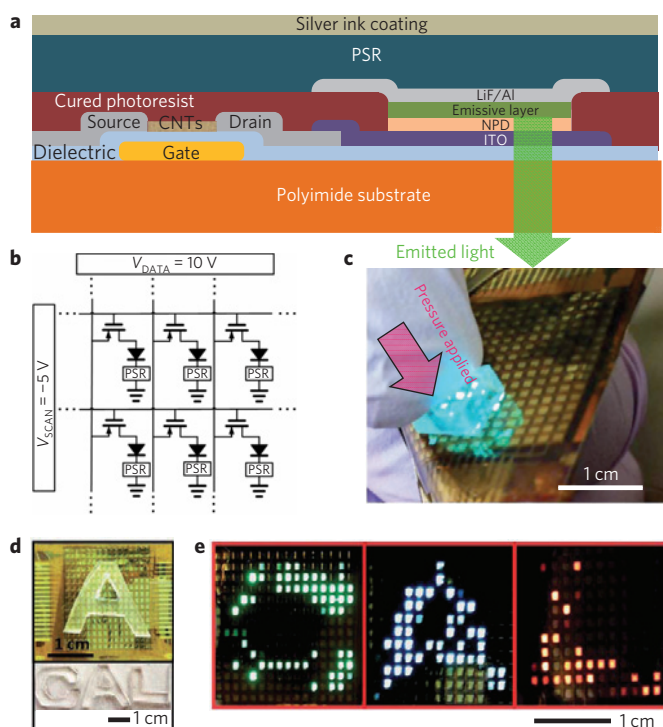 a
Silver ink coating
PSR
LiF/Al
Cured photoresist
Emissive layer
Source CNTs Drain
NPD
ITO
Dielectric Gate
Polyimide substrate
Emitted light
b
V_DATA = 10 V
V_SCAN = −5 V
PSR PSR PSR
PSR PSR PSR
c
Pressure applied
1 cm
d
A
1 cm
CAL
1 cm
e
C A L
1 cm